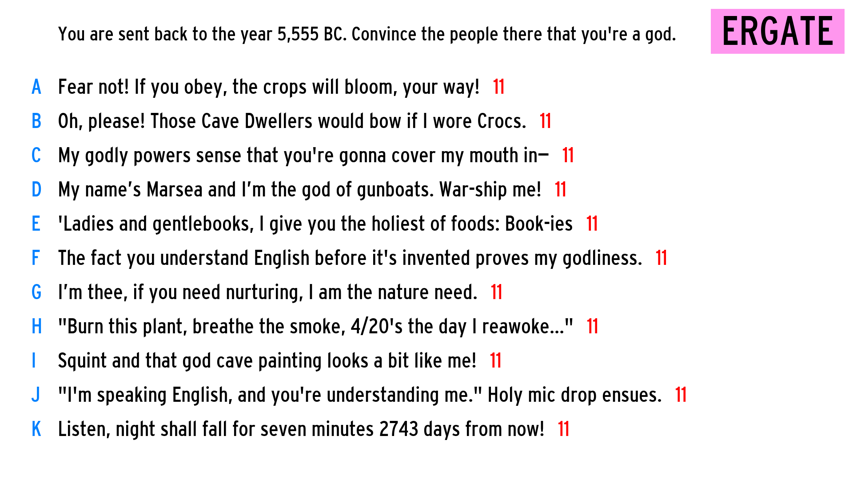 You are sent back to the year 5,555 BC. Convince the people there that you're a god.
ERGATE
A Fear not! If you obey, the crops will bloom, your way! 11
B Oh, please! Those Cave Dwellers would bow if I wore Crocs. 11
C My godly powers sense that you're gonna cover my mouth in— 11
D My name’s Marsea and I’m the god of gunboats. War-ship me! 11
E 'Ladies and gentlebooks, I give you the holiest of foods: Book-ies 11
F The fact you understand English before it's invented proves my godliness. 11
G I’m thee, if you need nurturing, I am the nature need. 11
H "Burn this plant, breathe the smoke, 4/20's the day I reawoke..." 11
I Squint and that god cave painting looks a bit like me! 11
J "I'm speaking English, and you're understanding me." Holy mic drop ensues. 11
K Listen, night shall fall for seven minutes 2743 days from now! 11